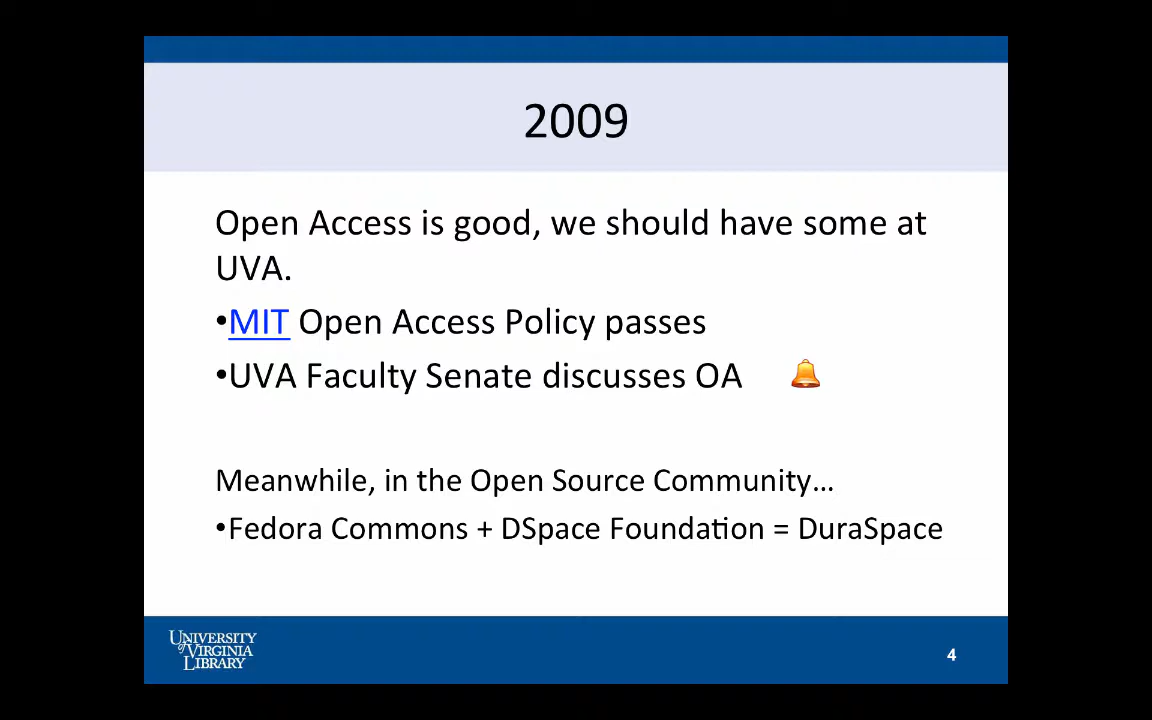 2009
Open Access is good, we should have some at
UVA.
•MIT Open Access Policy passes
•UVA Faculty Senate discusses OA
Meanwhile, in the Open Source Community…
•Fedora Commons + DSpace Foundation = DuraSpace
UNIVERSITY
of VIRGINIA
LIBRARY
4